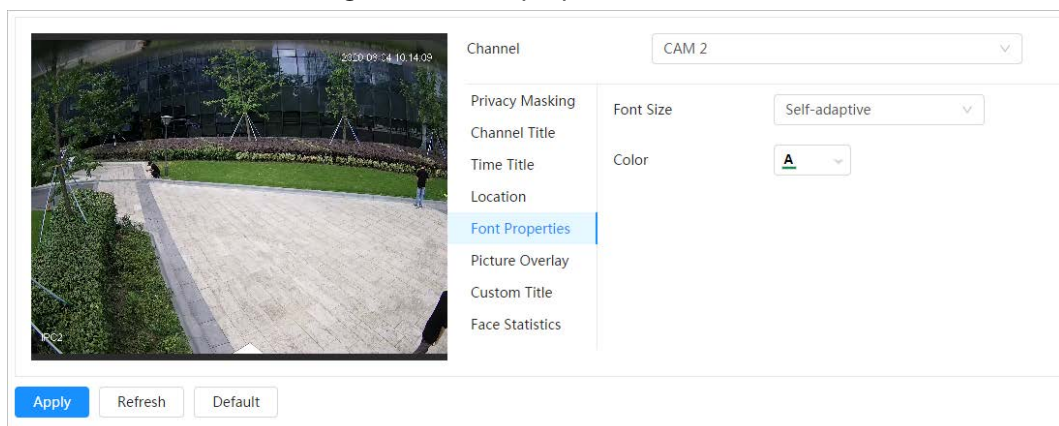 Channel
CAM 2
2020-09-04 10:14:09
Privacy Masking
Channel Title
Time Title
Location
Font Properties
Picture Overlay
Custom Title
Face Statistics
Font Size
Self-adaptive
Color
A
IPC2
Apply
Refresh
Default